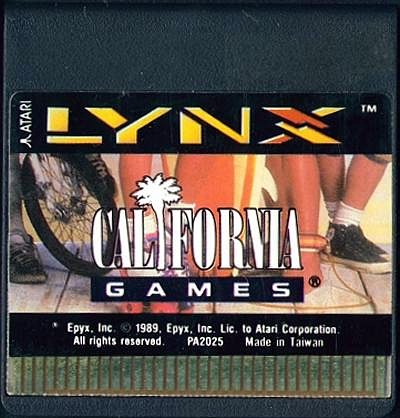 ATARI
LYNX ™
CALIFORNIA
GAMES ®
* Epyx, Inc. © 1989, Epyx, Inc. Lic. to Atari Corporation.
All rights reserved. PA2025 Made in Taiwan